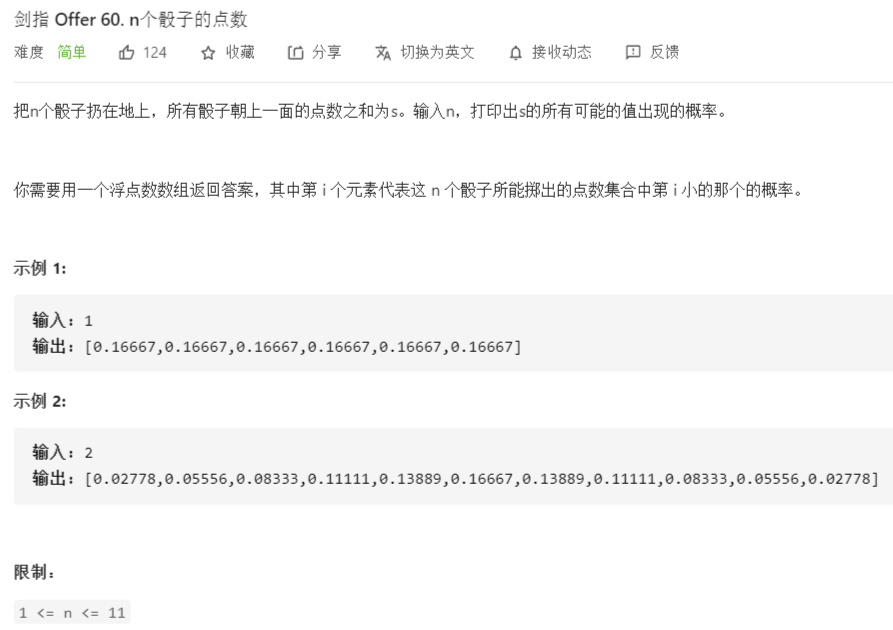 剑指 Offer 60. n个骰子的点数
难度 简单 124 收藏 分享 切换为英文 接收动态 反馈
把n个骰子扔在地上，所有骰子朝上一面的点数之和为s。输入n，打印出s的所有可能的值出现的概率。
你需要用一个浮点数数组返回答案，其中第 i 个元素代表这 n 个骰子所能掷出的点数集合中第 i 小的那个的概率。
示例 1:
输入: 1
输出: [0.16667,0.16667,0.16667,0.16667,0.16667,0.16667]
示例 2:
输入: 2
输出: [0.02778,0.05556,0.08333,0.11111,0.13889,0.16667,0.13889,0.11111,0.08333,0.05556,0.02778]
限制：
1 <= n <= 11